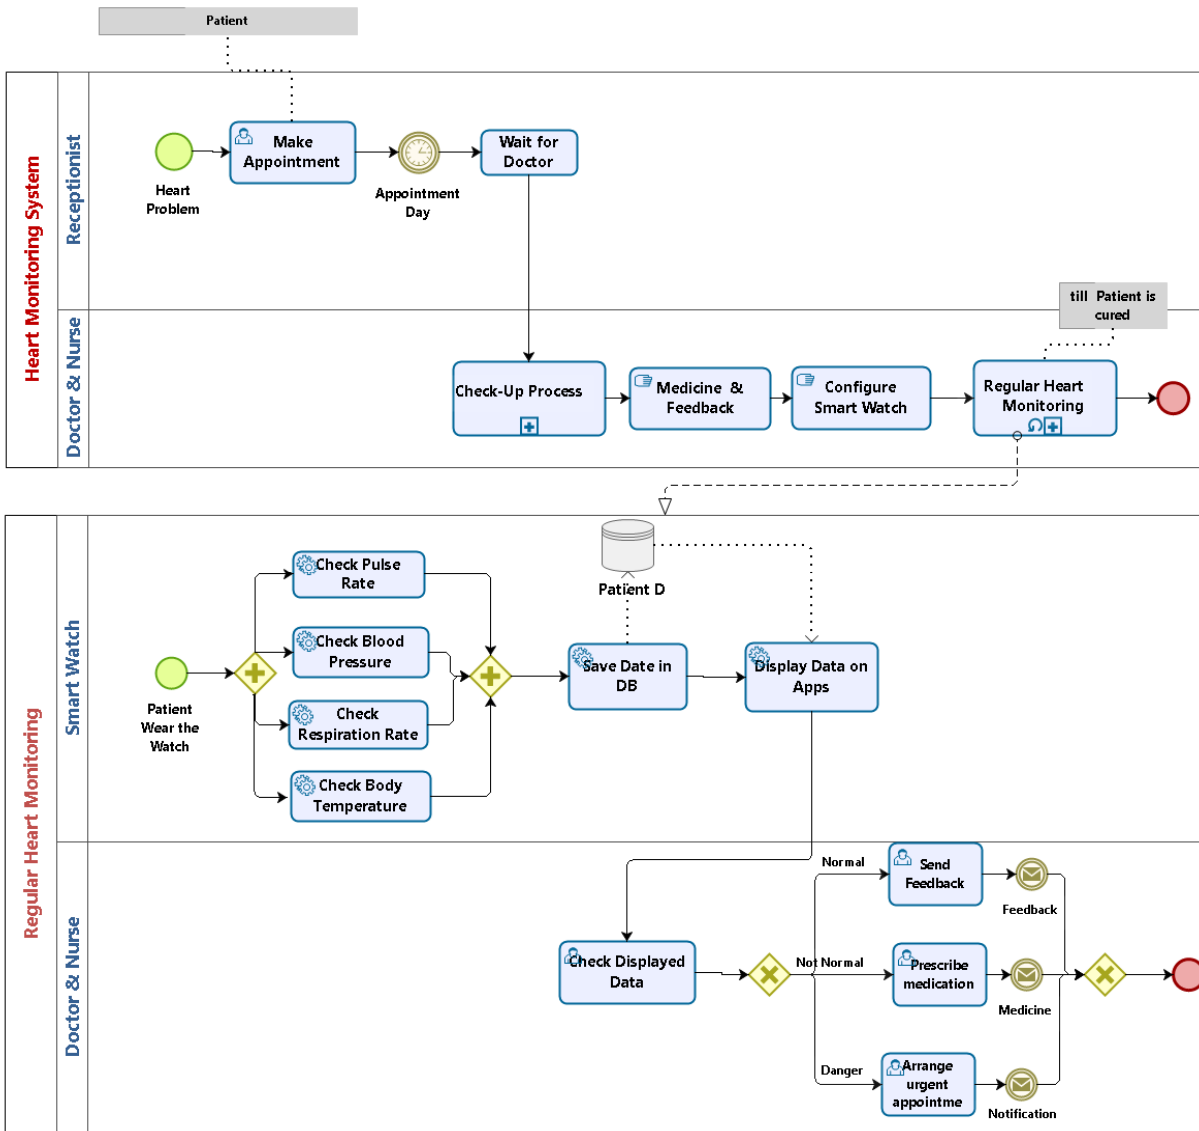 Patient
Heart Monitoring System
Receptionist
Make
Appointment
Wait for
Doctor
Heart
Problem
Appointment
Day
till Patient is
cured
Doctor & Nurse
Check-Up Process
Medicine &
Feedback
Configure
Smart Watch
Regular Heart
Monitoring
Regular Heart Monitoring
Smart Watch
Patient D
Check Pulse
Rate
Check Blood
Pressure
Check
Respiration Rate
Check Body
Temperature
Patient
Wear the
Watch
Save Date in
DB
Display Data on
Apps
Doctor & Nurse
Check Displayed
Data
Normal
Send
Feedback
Feedback
Not Normal
Prescribe
medication
Medicine
Danger
Arrange
urgent
appointme
Notification